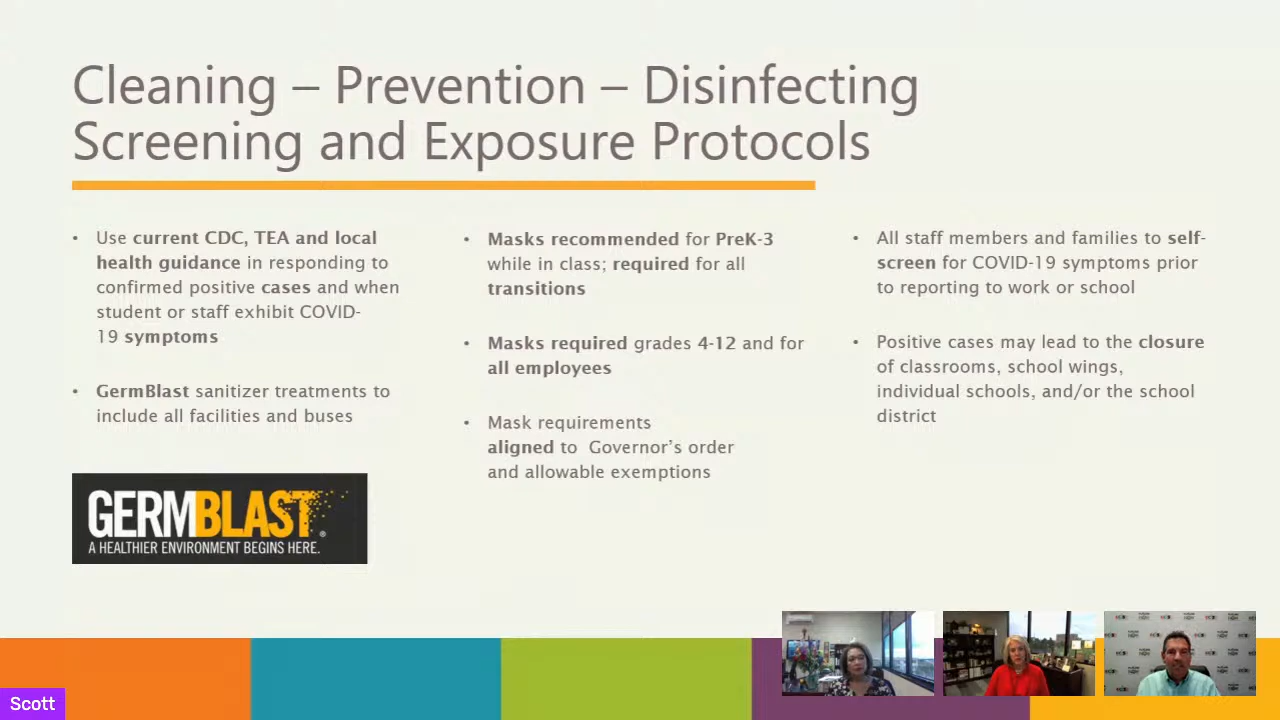 Cleaning – Prevention – Disinfecting
Screening and Exposure Protocols
• Use current CDC, TEA and local
health guidance in responding to
confirmed positive cases and when
student or staff exhibit COVID-
19 symptoms
• GermBlast sanitizer treatments to
include all facilities and buses
GERMBLAST®
A HEALTHIER ENVIRONMENT BEGINS HERE.
• Masks recommended for PreK-3
while in class; required for all
transitions
• Masks required grades 4-12 and for
all employees
• Mask requirements
aligned to Governor's order
and allowable exemptions
• All staff members and families to self-
screen for COVID-19 symptoms prior
to reporting to work or school
• Positive cases may lead to the closure
of classrooms, school wings,
individual schools, and/or the school
district
Scott